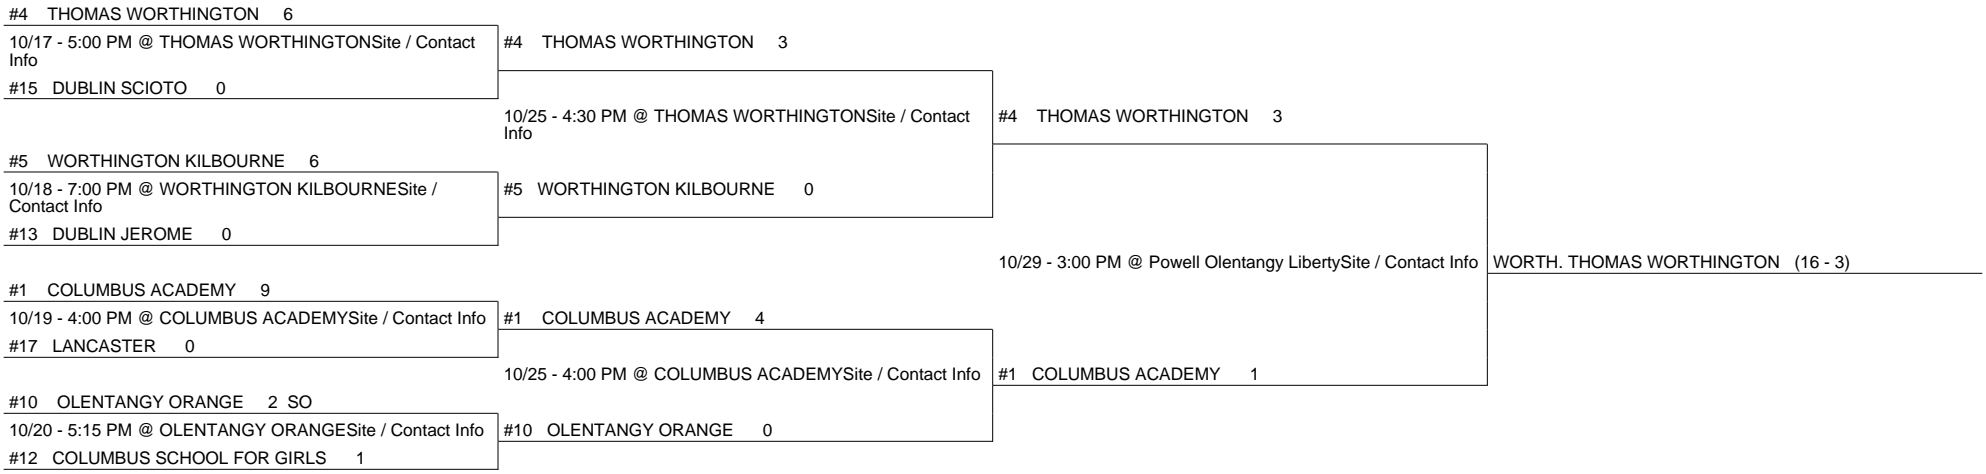 #4 THOMAS WORTHINGTON 6
10/17 - 5:00 PM @ THOMAS WORTHINGTONSite / Contact
Info
#15 DUBLIN SCIOTO 0
#4 THOMAS WORTHINGTON 3
10/25 - 4:30 PM @ THOMAS WORTHINGTONSite / Contact
Info
#4 THOMAS WORTHINGTON 3
#5 WORTHINGTON KILBOURNE 6
10/18 - 7:00 PM @ WORTHINGTON KILBOURNESite /
Contact Info
#13 DUBLIN JEROME 0
#5 WORTHINGTON KILBOURNE 0
10/29 - 3:00 PM @ Powell Olentangy LibertySite / Contact Info
WORTH. THOMAS WORTHINGTON (16 - 3)
#1 COLUMBUS ACADEMY 9
10/19 - 4:00 PM @ COLUMBUS ACADEMYSite / Contact Info
#17 LANCASTER 0
#1 COLUMBUS ACADEMY 4
10/25 - 4:00 PM @ COLUMBUS ACADEMYSite / Contact Info
#1 COLUMBUS ACADEMY 1
#10 OLENTANGY ORANGE 2 SO
10/20 - 5:15 PM @ OLENTANGY ORANGESite / Contact Info
#12 COLUMBUS SCHOOL FOR GIRLS 1
#10 OLENTANGY ORANGE 0